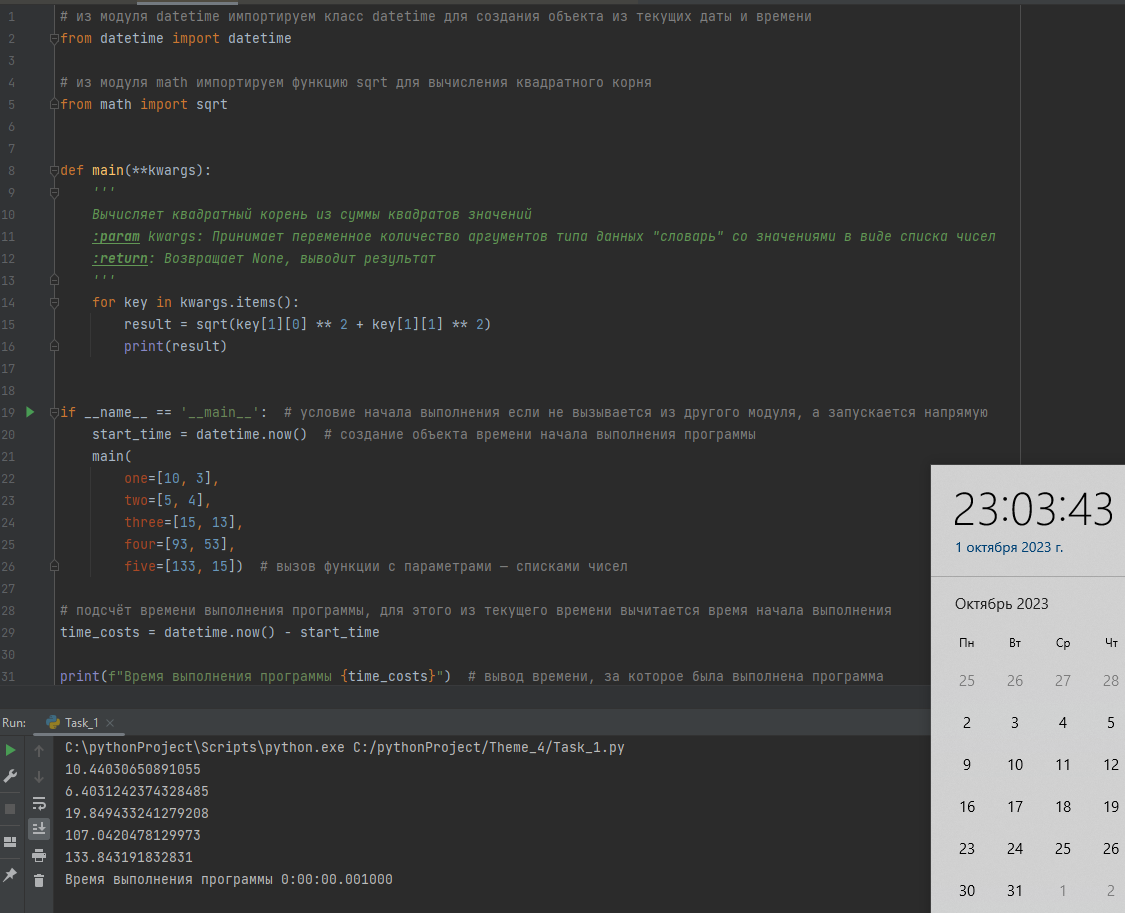 1 # из модуля datetime импортируем класс datetime для создания объекта из текущих даты и времени
2 from datetime import datetime
3
4 # из модуля math импортируем функцию sqrt для вычисления квадратного корня
5 from math import sqrt
6
7
8 def main(**kwargs):
9 '''
10 Вычисляет квадратный корень из суммы квадратов значений
11 :param kwargs: Принимает переменное количество аргументов типа данных "словарь" со значениями в виде списка чисел
12 :return: Возвращает None, выводит результат
13 '''
14 for key in kwargs.items():
15 result = sqrt(key[1][0] ** 2 + key[1][1] ** 2)
16 print(result)
17
18
19 if __name__ == '__main__': # условие начала выполнения если не вызывается из другого модуля, а запускается напрямую
20 start_time = datetime.now() # создание объекта времени начала выполнения программы
21 main(
22 one=[10, 3],
23 two=[5, 4],
24 three=[15, 13],
25 four=[93, 53],
26 five=[133, 15]) # вызов функции с параметрами – списками чисел
27
28 # подсчёт времени выполнения программы, для этого из текущего времени вычитается время начала выполнения
29 time_costs = datetime.now() - start_time
30
31 print(f"Время выполнения программы {time_costs}") # вывод времени, за которое была выполнена программа
Run: Task_1
C:\pythonProject\Scripts\python.exe C:/pythonProject/Theme_4/Task_1.py
10.44030650891055
6.4031242374328485
19.849433241279208
107.0420478129973
133.843191832831
Время выполнения программы 0:00:00.001000
23:03:43
1 октября 2023 г.
Октябрь 2023
Пн Вт Ср Чт
25 26 27 28
2 3 4 5
9 10 11 12
16 17 18 19
23 24 25 26
30 31 1 2